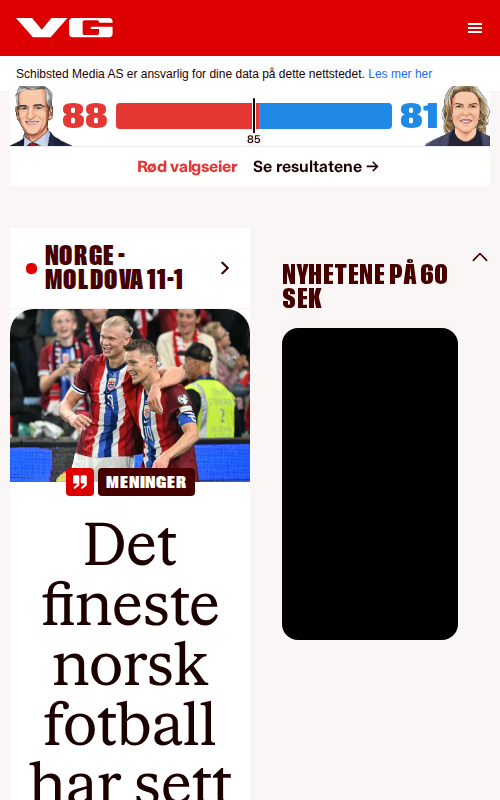 VG
Schibsted Media AS er ansvarlig for dine data på dette nettstedet. Les mer her
88
81
85
Rød valgseier
Se resultatene →
NORGE -
MOLDOVA 11-1
MENINGER
Det
fineste
norsk
fotball
har sett
NYHETENE PÅ 60
SEK